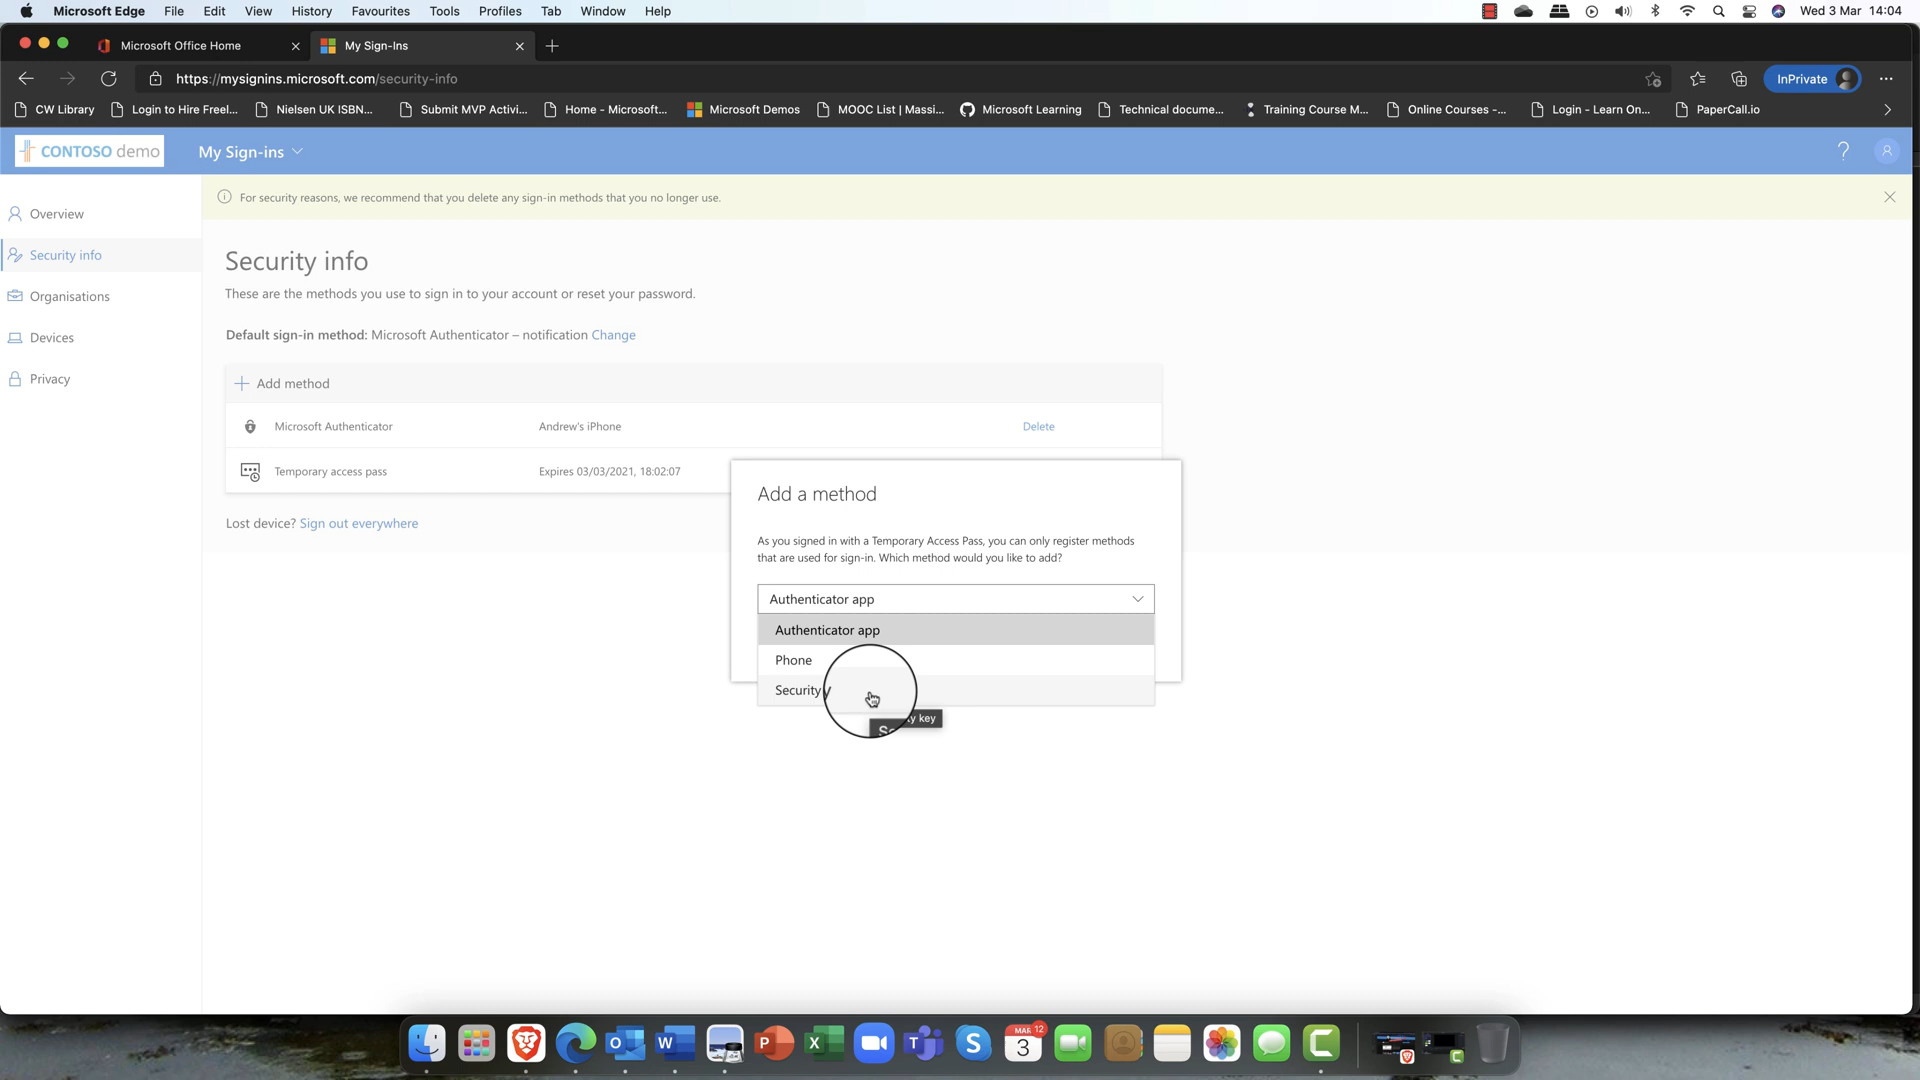 Microsoft Edge File Edit View History Favourites Tools Profiles Tab Window Help Wed 3 Mar 14:04
Microsoft Office Home My Sign-Ins
https://mysignins.microsoft.com/security-info InPrivate
CW Library Login to Hire Freel... Nielsen UK ISBN... Submit MVP Activi... Home - Microsoft... Microsoft Demos MOOC List | Massi... Microsoft Learning Technical docume... Training Course M... Online Courses -... Login - Learn On... PaperCall.io
CONTOSO demo My Sign-ins ?
For security reasons, we recommend that you delete any sign-in methods that you no longer use.
Overview
Security info
Organisations
Devices
Privacy
Security info
These are the methods you use to sign in to your account or reset your password.
Default sign-in method: Microsoft Authenticator – notification Change
Add method
Microsoft Authenticator Andrew's iPhone Delete
Temporary access pass Expires 03/03/2021, 18:02:07
Lost device? Sign out everywhere
Add a method
As you signed in with a Temporary Access Pass, you can only register methods
that are used for sign-in. Which method would you like to add?
Authenticator app
Authenticator app
Phone
Security
key
MAR 12
3